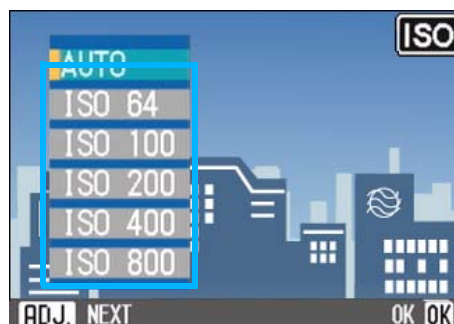 ISO
AUTO
ISO 64
ISO 100
ISO 200
ISO 400
ISO 800
ADJ. NEXT OK OK